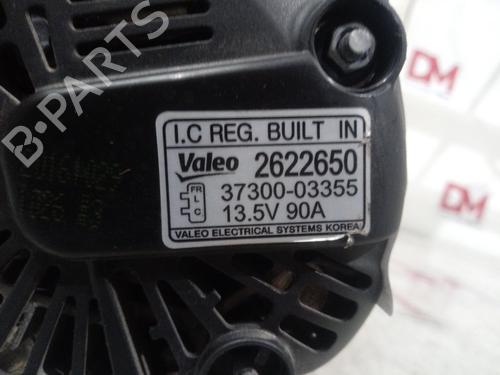 I.C REG. BUILT IN
Valeo 2622650
FR
L
C
37300-03355
13.5V 90A
VALEO ELECTRICAL SYSTEMS KOREA
B-Parts
DM
DM